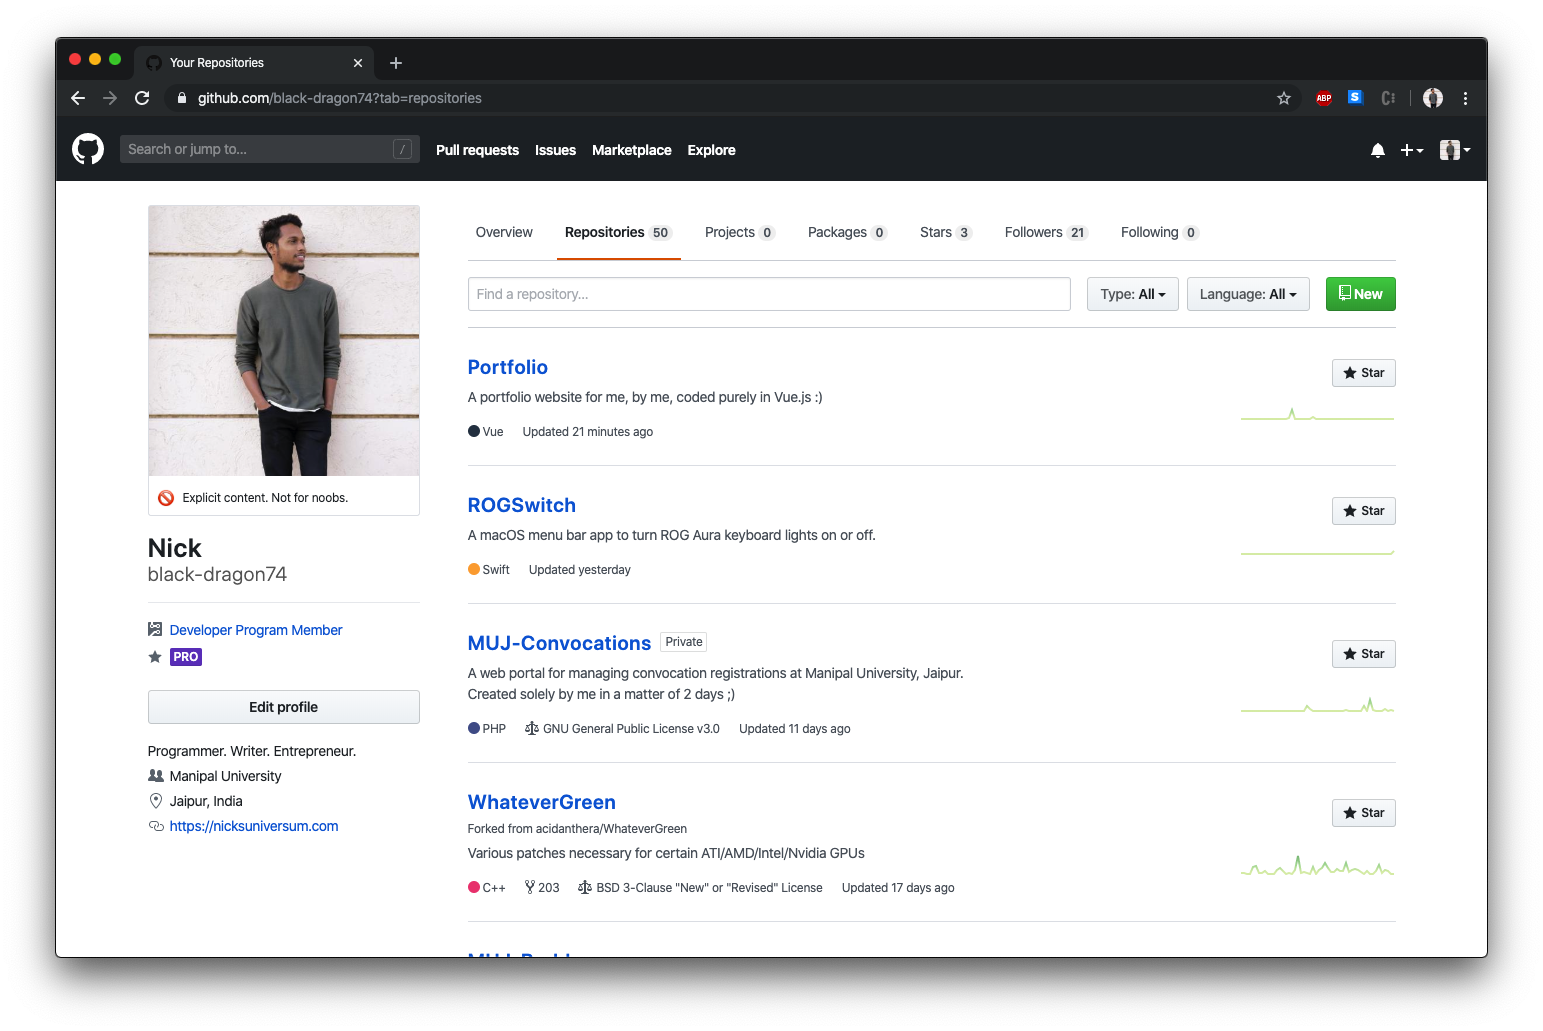 Your Repositories
github.com/black-dragon74?tab=repositories
ABP
S
Search or jump to... /
Pull requests Issues Marketplace Explore
Overview Repositories 50 Projects 0 Packages 0 Stars 3 Followers 21 Following 0
Find a repository... Type: All Language: All New
Explicit content. Not for noobs.
Nick
black-dragon74
Developer Program Member
PRO
Edit profile
Programmer. Writer. Entrepreneur.
Manipal University
Jaipur, India
https://nicksuniversum.com
Portfolio
Star
A portfolio website for me, by me, coded purely in Vue.js :)
Vue Updated 21 minutes ago
ROGSwitch
Star
A macOS menu bar app to turn ROG Aura keyboard lights on or off.
Swift Updated yesterday
MUJ-Convocations Private
Star
A web portal for managing convocation registrations at Manipal University, Jaipur.
Created solely by me in a matter of 2 days ;)
PHP GNU General Public License v3.0 Updated 11 days ago
WhateverGreen
Star
Forked from acidanthera/WhateverGreen
Various patches necessary for certain ATI/AMD/Intel/Nvidia GPUs
C++ 203 BSD 3-Clause "New" or "Revised" License Updated 17 days ago